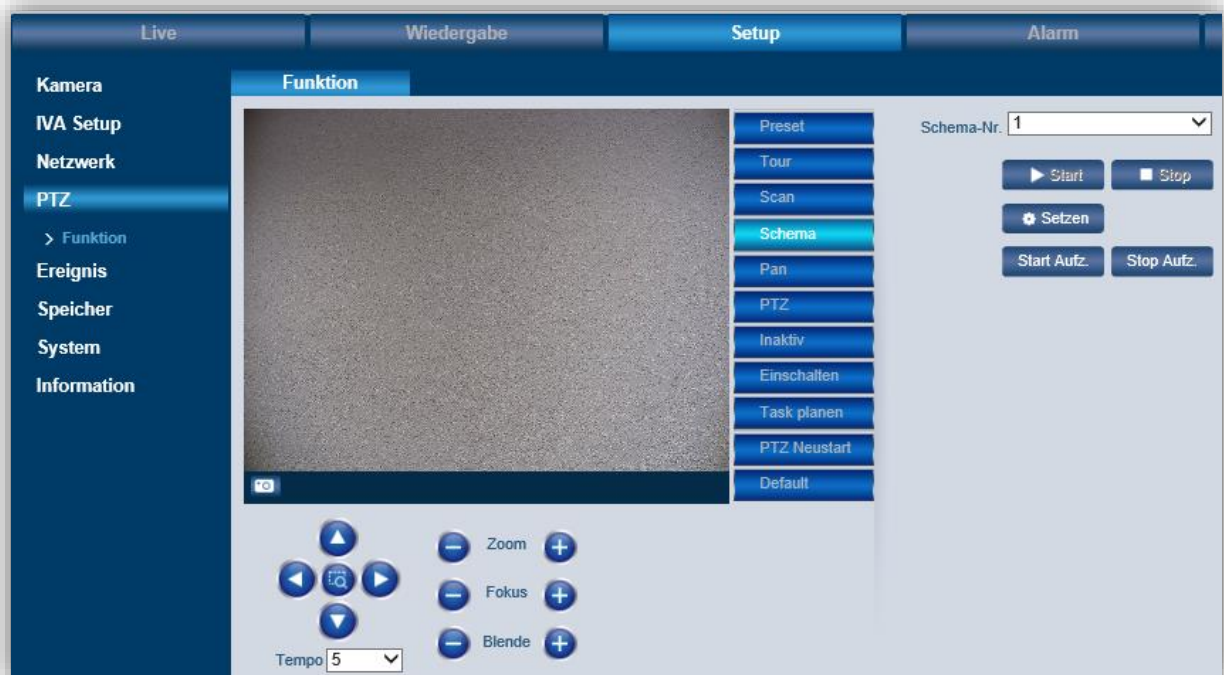 Live Wiedergabe Setup Alarm
Kamera
IVA Setup
Netzwerk
PTZ
Funktion
Ereignis
Speicher
System
Information
Funktion
Preset
Tour
Scan
Schema
Pan
PTZ
Inaktiv
Einschalten
Task planen
PTZ Neustart
Default
Schema-Nr. 1
Start Stop
Setzen
Start Aufz. Stop Aufz.
Zoom
Fokus
Blende
Tempo 5